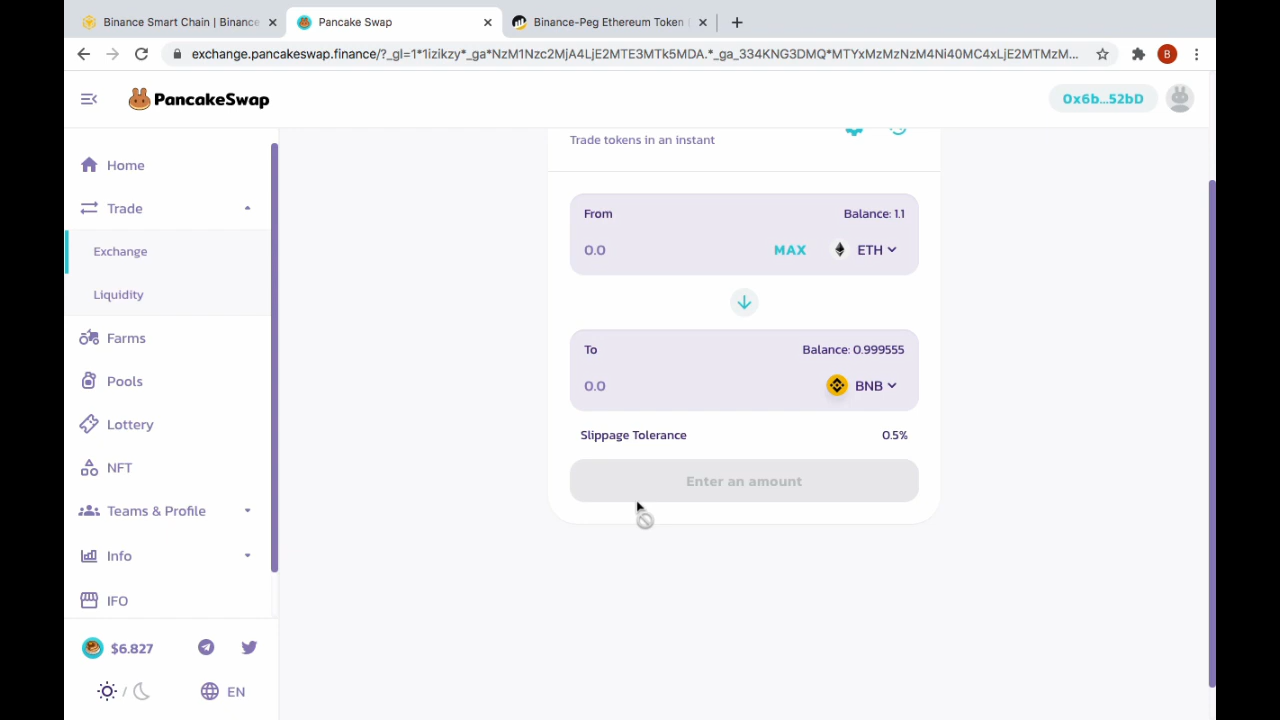 Binance Smart Chain | Binance
Pancake Swap
Binance-Peg Ethereum Token
exchange.pancakeswap.finance/?_gl=1*1izikzy*_ga*NzM1Nzc2MjA4LjE2MTE3MTk5MDA.*_ga_334KNG3DMQ*MTYxMzMzNzM4Ni40MC4xLjE2MTMzM...
B
PancakeSwap
0x6b...52bD
Home
Trade
Exchange
Liquidity
Farms
Pools
Lottery
NFT
Teams & Profile
Info
IFO
$6.827
/
EN
Trade tokens in an instant
From
Balance: 1.1
0.0
MAX
ETH
To
Balance: 0.999555
0.0
BNB
Slippage Tolerance
0.5%
Enter an amount